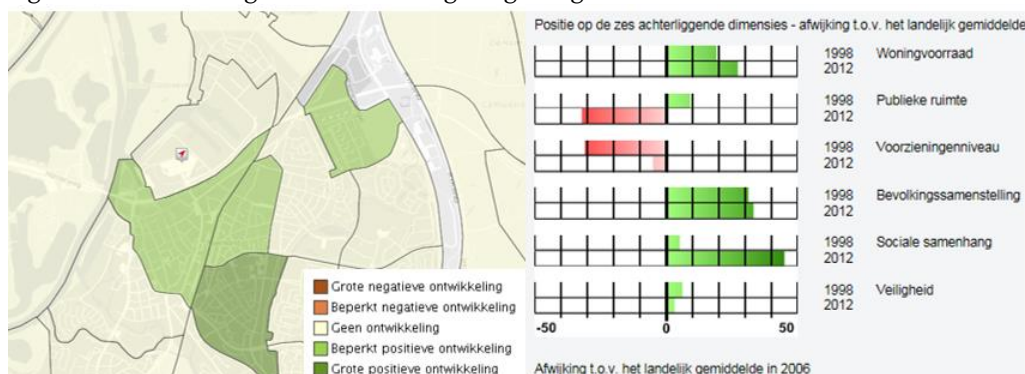 Positie op de zes achterliggende dimensies - afwijking t.o.v. het landelijk gemiddelde
1998 Woningvoorraad
2012
1998 Publieke ruimte
2012
1998 Voorzieningenniveau
2012
1998 Bevolkingssamenstelling
2012
1998 Sociale samenhang
2012
1998 Veiligheid
2012
-50 0 50
Afwijking t.o.v. het landelijk gemiddelde in 2006
Grote negatieve ontwikkeling
Beperkt negatieve ontwikkeling
Geen ontwikkeling
Beperkt positieve ontwikkeling
Grote positieve ontwikkeling